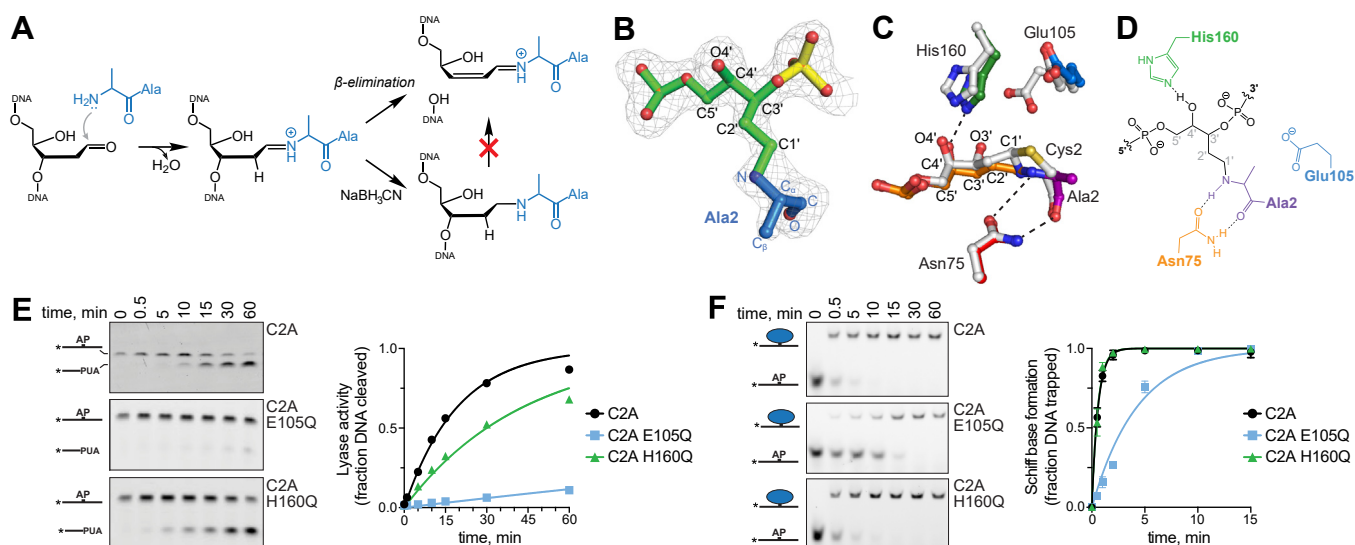 A
DNA
O
OH
O
O
DNA
H₂N
Ala
O
H₂O
DNA
O
OH
H
N
+
Ala
O
O
DNA
H
β-elimination
OH
DNA
NaBH₃CN
DNA
O
OH
H
N
+
Ala
O
DNA
O
OH
H
N
Ala
O
O
DNA
H
B
O4'
C4'
C5'
C3'
C2'
C1'
N
Cα
C
O
Cβ
Ala2
C
His160
Glu105
O4'
O3'
C1'
Cys2
C4'
C3'
C2'
C5'
Ala2
Asn75
D
His160
HN
N
H
O
O
P
O
O
⊖
5'
5'
4'
3'
O
P
O
O
⊖
3'
2'
1'
N
H
O
Ala2
O
⊖
O
Glu105
O
N
H
H
Asn75
E
time, min 0 0.5 5 10 15 30 60
C2A
* AP
* PUA
C2A
E105Q
* AP
* PUA
C2A
H160Q
* AP
* PUA
Lyase activity
(fraction DNA cleaved)
1.0
0.5
0.0
0 15 30 45 60
time, min
C2A
C2A E105Q
C2A H160Q
F
time, min 0 0.5 5 10 15 30 60
C2A
* AP
C2A
E105Q
* AP
C2A
H160Q
* AP
Schiff base formation
(fraction DNA trapped)
1.0
0.5
0.0
0 5 10 15
time, min
C2A
C2A E105Q
C2A H160Q